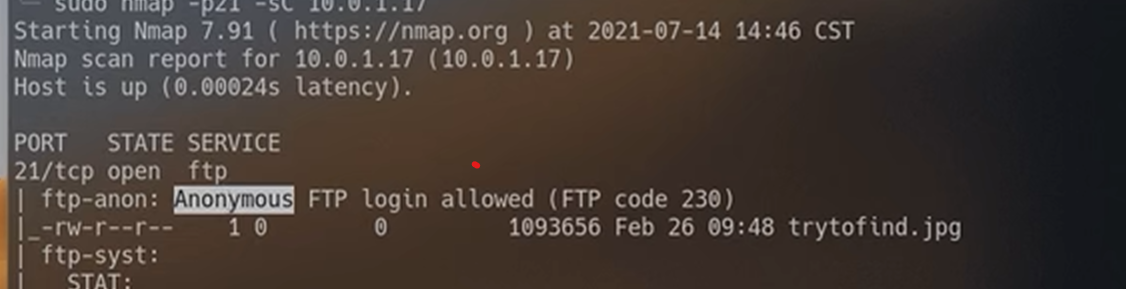 sudo nmap -p21 -sC 10.0.1.17
Starting Nmap 7.91 ( https://nmap.org ) at 2021-07-14 14:46 CST
Nmap scan report for 10.0.1.17 (10.0.1.17)
Host is up (0.00024s latency).
PORT   STATE SERVICE
21/tcp open  ftp
| ftp-anon: Anonymous FTP login allowed (FTP code 230)
|_-rw-r--r--    1 0        0         1093656 Feb 26 09:48 trytofind.jpg
| ftp-syst:
|   STAT: